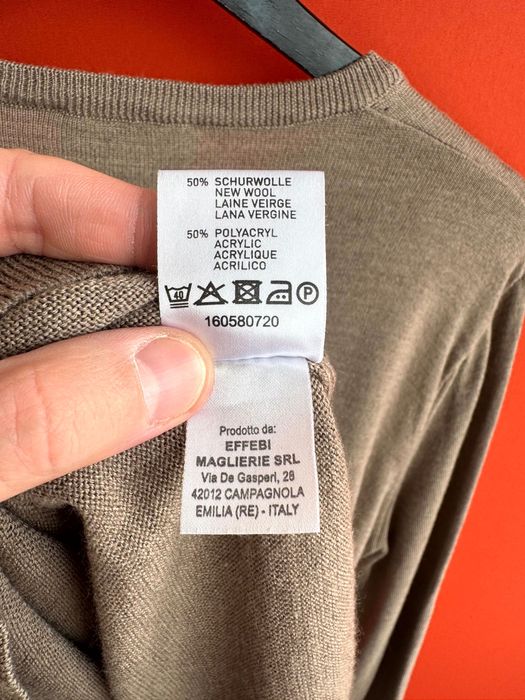 50% SCHURWOLLE
NEW WOOL
LAINE VEIRGE
LANA VERGINE
50% POLYACRYL
ACRYLIC
ACRYLIQUE
ACRILICO
40 P
160580720
Prodotto da:
EFFEBI
MAGLIERIE SRL
Via De Gasperi, 26
42012 CAMPAGNOLA
EMILIA (RE) - ITALY